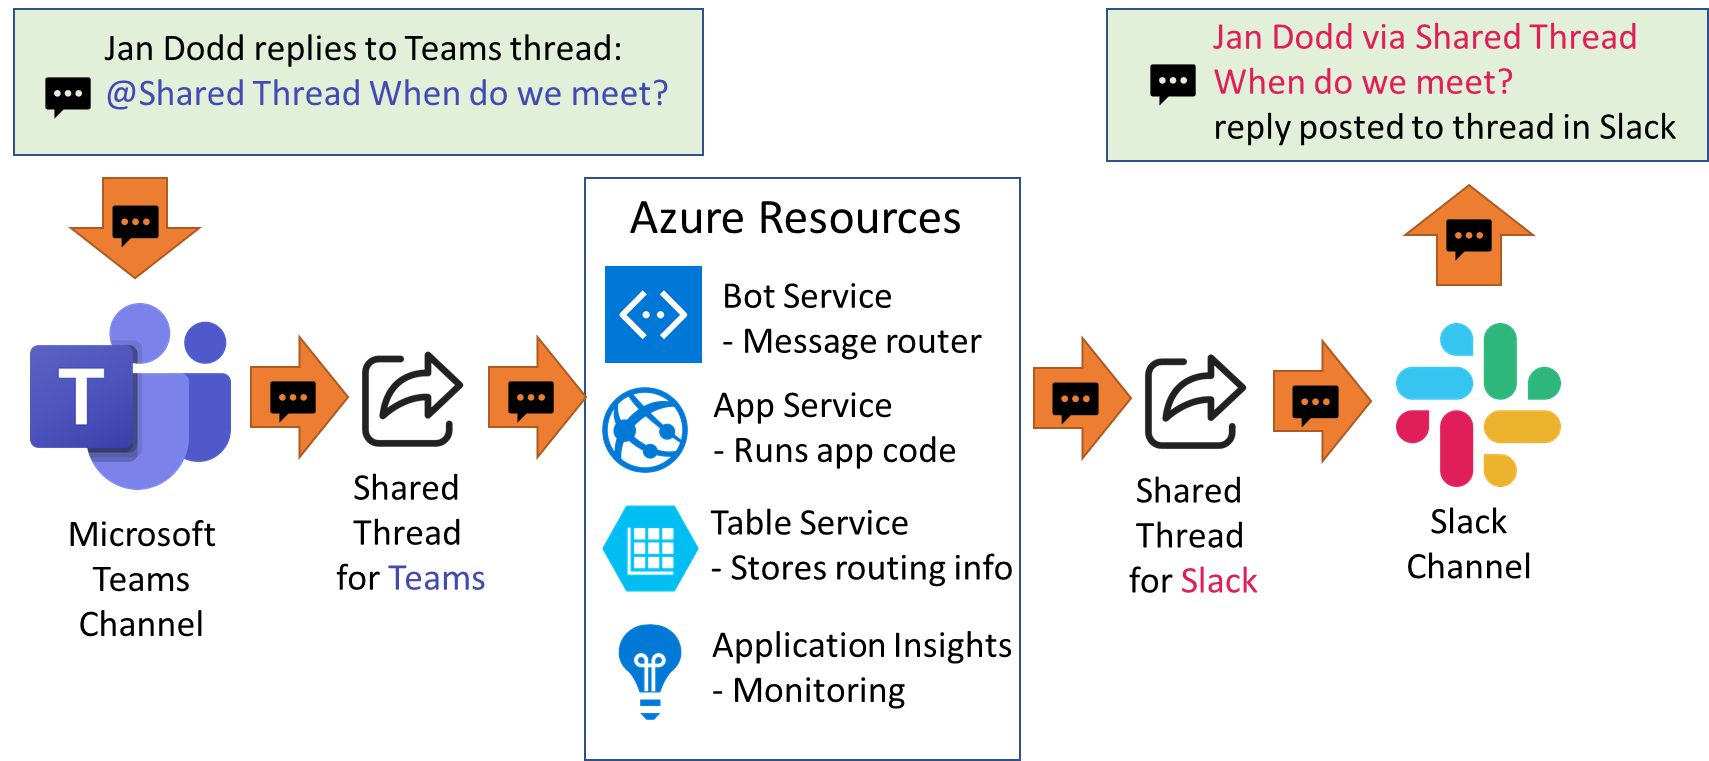 Jan Dodd replies to Teams thread:
@Shared Thread When do we meet?
Jan Dodd via Shared Thread
When do we meet?
reply posted to thread in Slack
T
Microsoft
Teams
Channel
Shared
Thread
for Teams
Azure Resources
Bot Service
- Message router
App Service
- Runs app code
Table Service
- Stores routing info
Application Insights
- Monitoring
Shared
Thread
for Slack
Slack
Channel